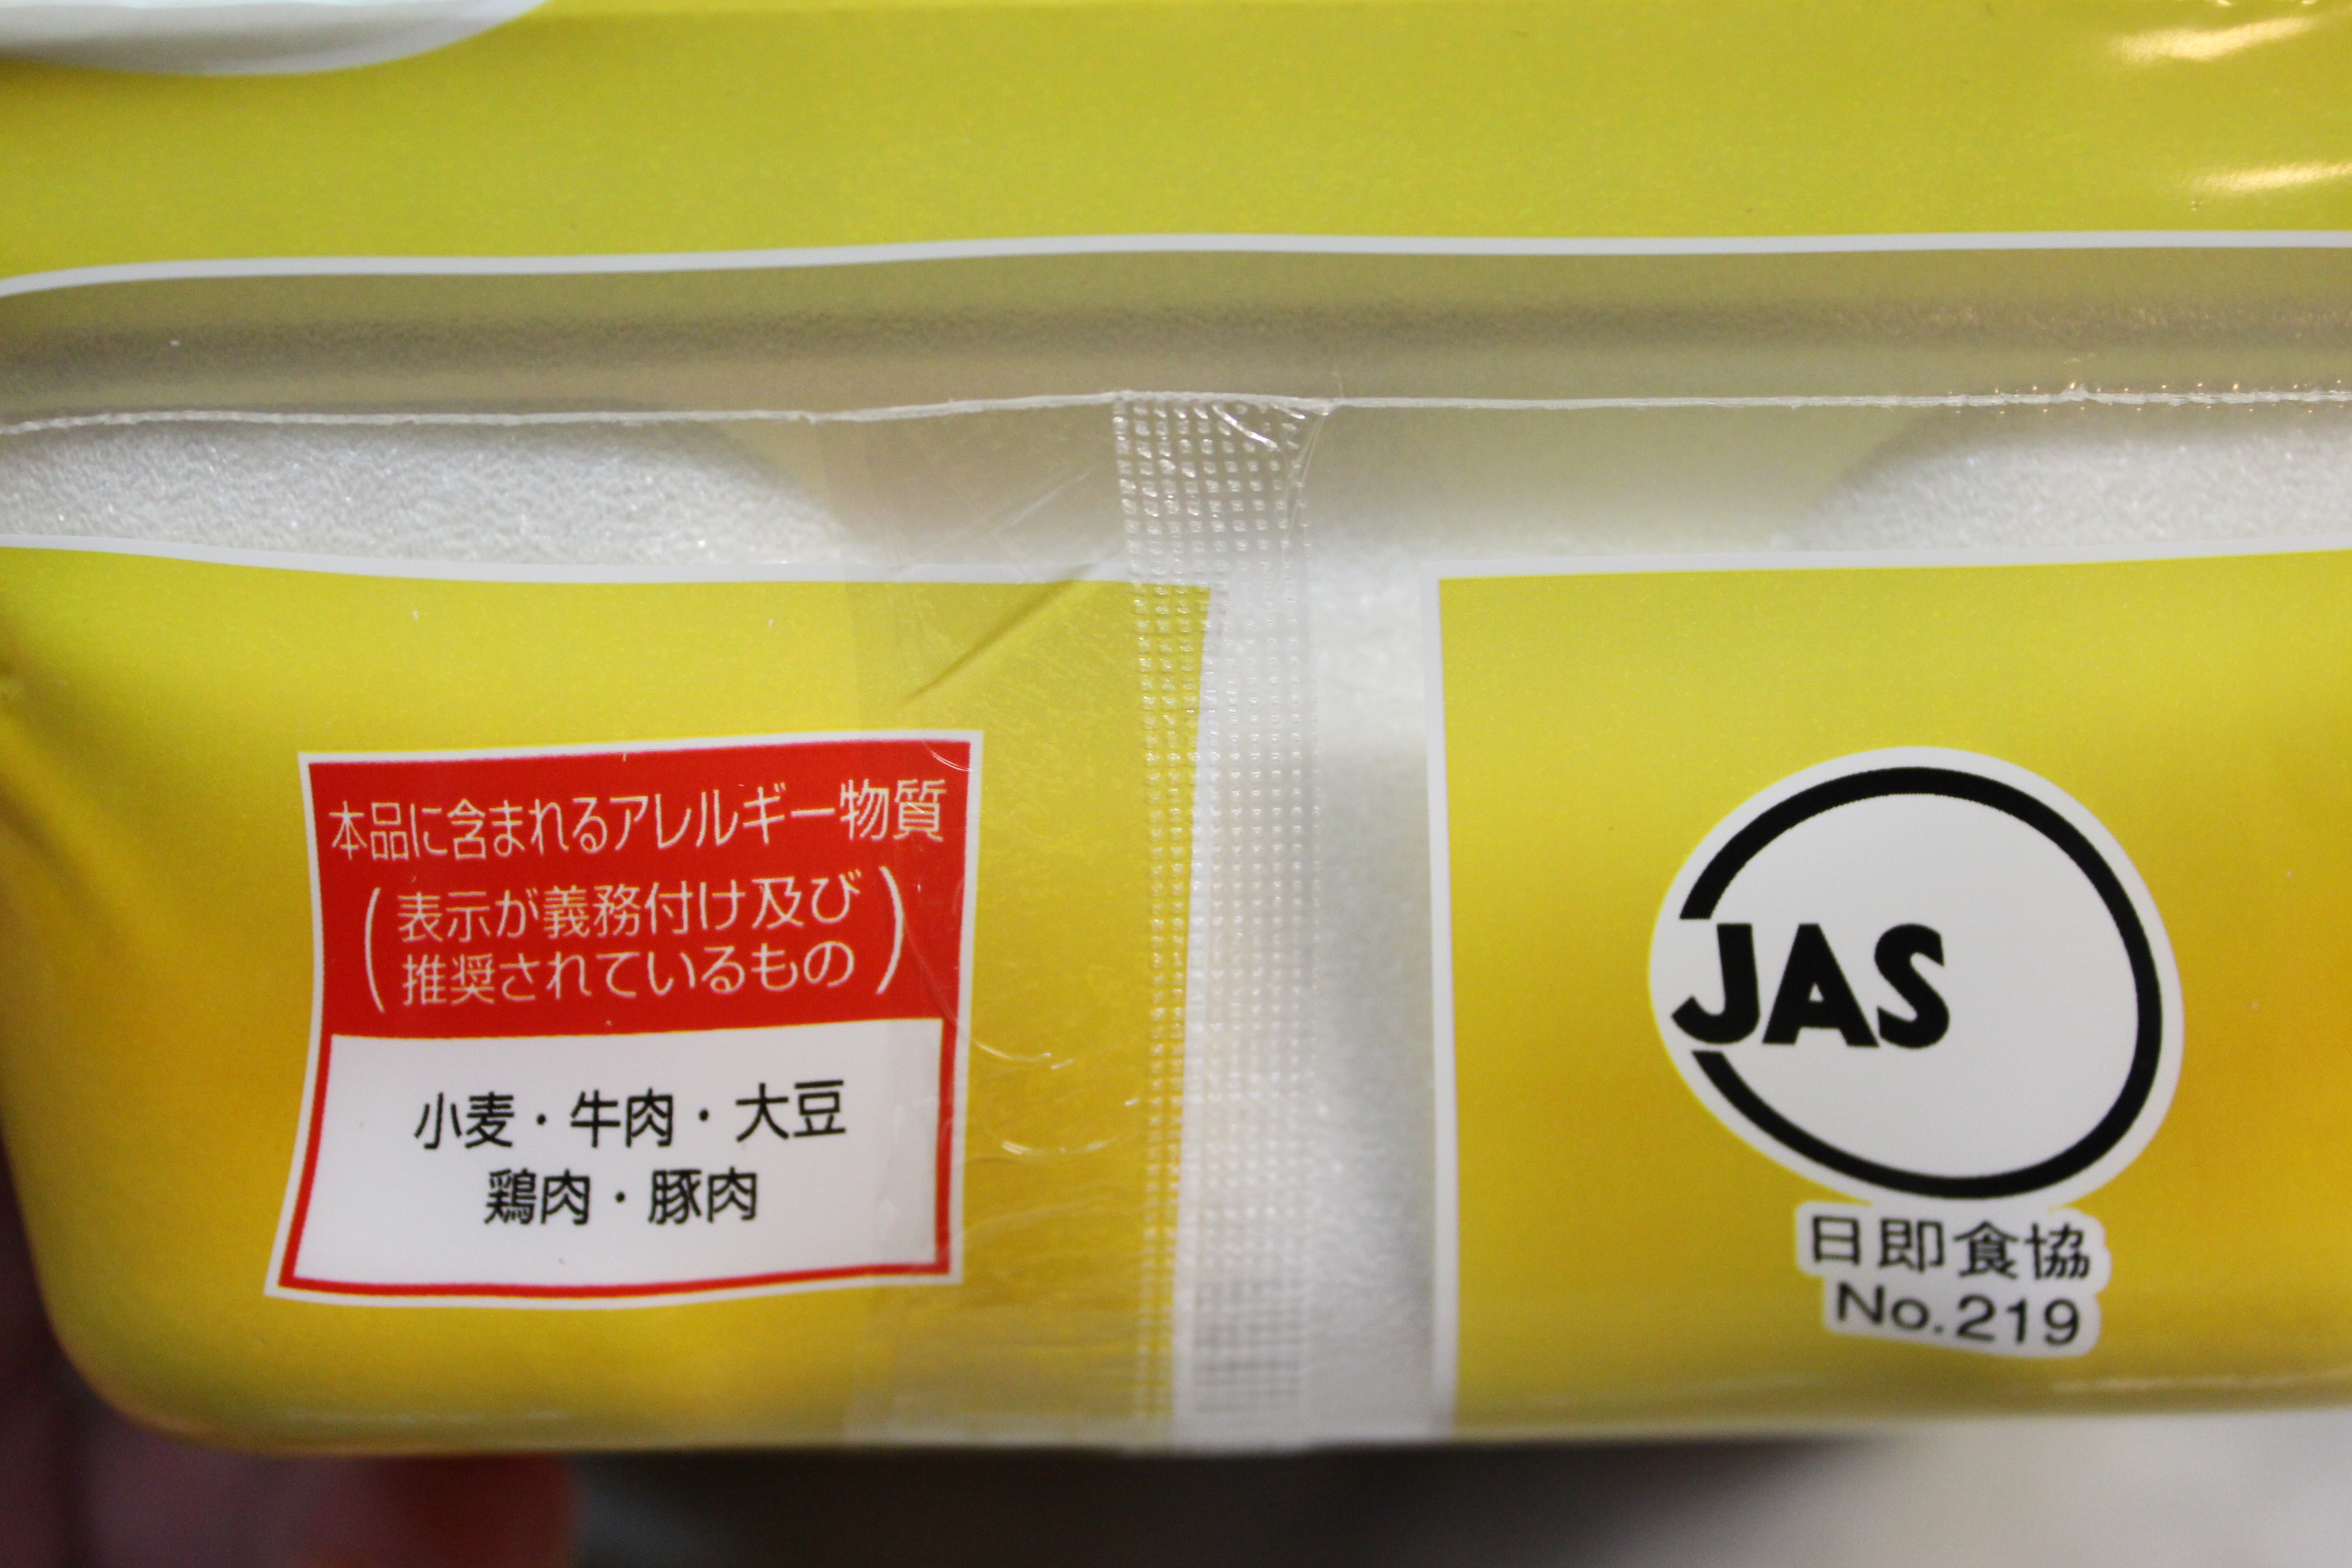 本品に含まれるアレルギー物質
(表示が義務付け及び
推奨されているもの)
小麦・牛肉・大豆
鶏肉・豚肉
JAS
日即食協
No.219